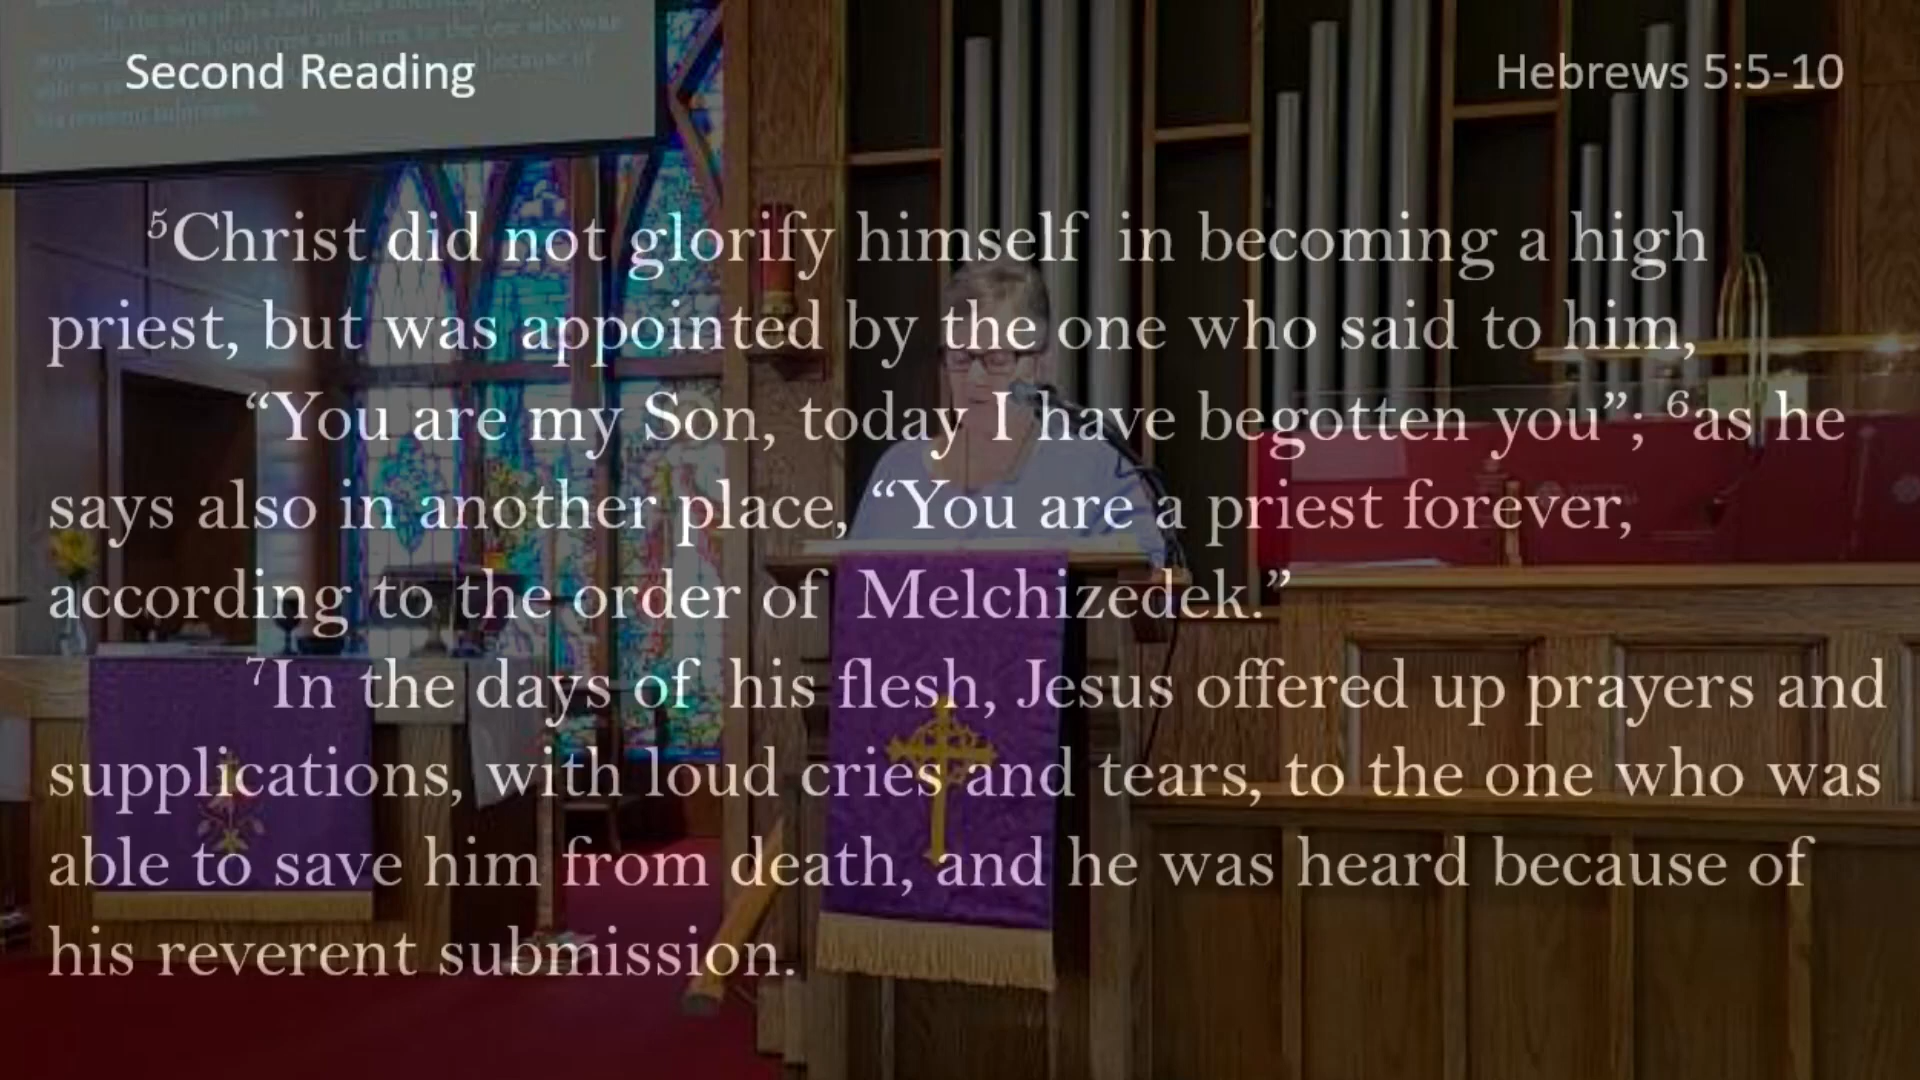 Second Reading
Hebrews 5:5-10
⁵Christ did not glorify himself in becoming a high
priest, but was appointed by the one who said to him,
“You are my Son, today I have begotten you”; ⁶as he
says also in another place, “You are a priest forever,
according to the order of Melchizedek.”
⁷In the days of his flesh, Jesus offered up prayers and
supplications, with loud cries and tears, to the one who was
able to save him from death, and he was heard because of
his reverent submission.